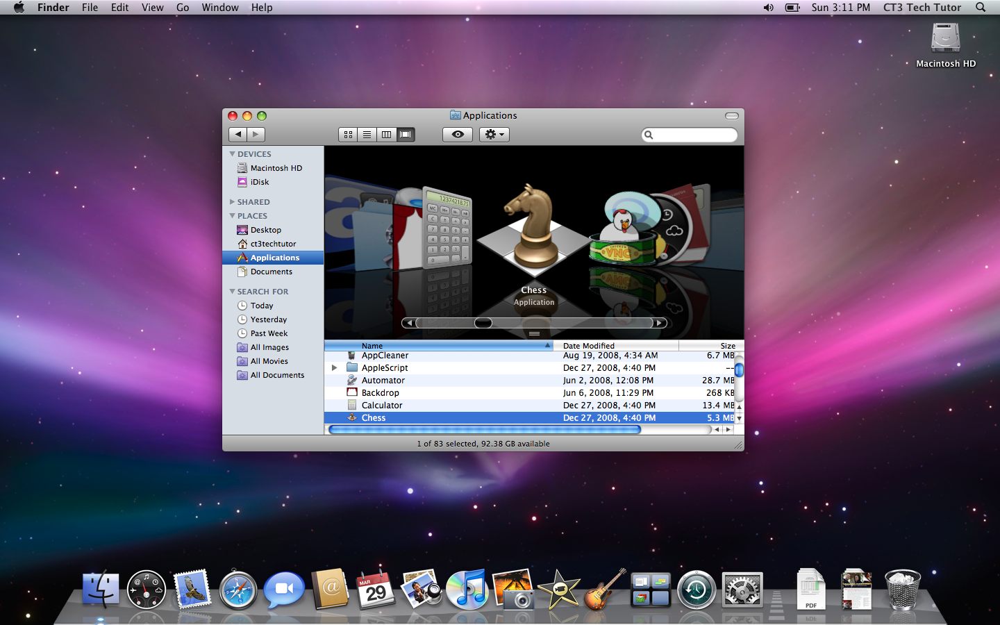 Finder File Edit View Go Window Help Sun 3:11 PM CT3 Tech Tutor
Macintosh HD
Applications
DEVICES
Macintosh HD
iDisk
SHARED
PLACES
Desktop
ct3techtutor
Applications
Documents
SEARCH FOR
Today
Yesterday
Past Week
All Images
All Movies
All Documents
12374218.75
VNC
Chess
Application
Name Date Modified Size
AppCleaner Aug 19, 2008, 4:34 AM 6.7 MB
AppleScript Dec 27, 2008, 4:40 PM --
Automator Jun 2, 2008, 12:08 PM 28.7 MB
Backdrop Jun 6, 2008, 11:29 PM 268 KB
Calculator Dec 27, 2008, 4:40 PM 13.4 MB
Chess Dec 27, 2008, 4:40 PM 5.3 MB
1 of 83 selected, 92.38 GB available
MAR
29
PDF